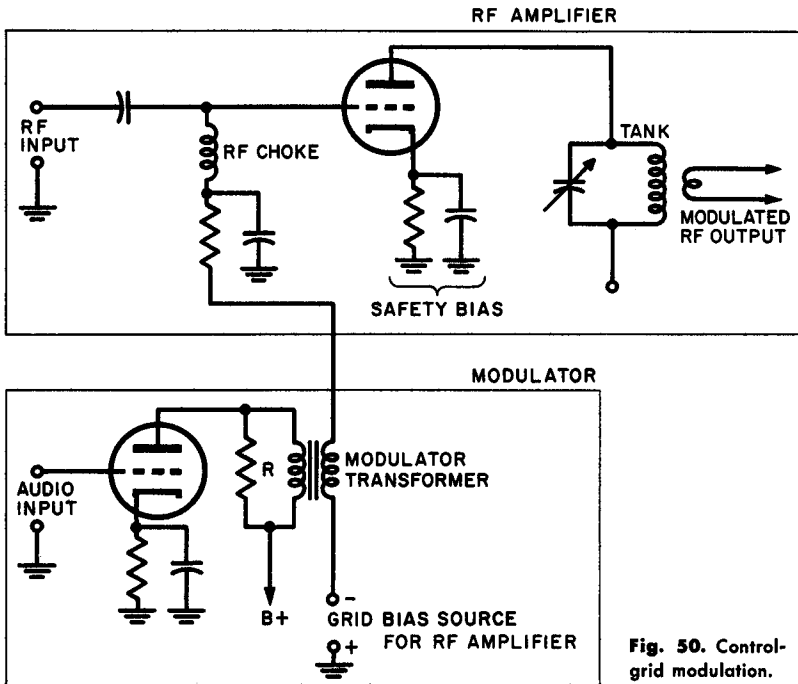 RF AMPLIFIER
RF
INPUT
RF CHOKE
TANK
MODULATED
RF OUTPUT
SAFETY BIAS
MODULATOR
AUDIO
INPUT
R
MODULATOR
TRANSFORMER
B+
-
GRID BIAS SOURCE
FOR RF AMPLIFIER
+
Fig. 50. Control-
grid modulation.